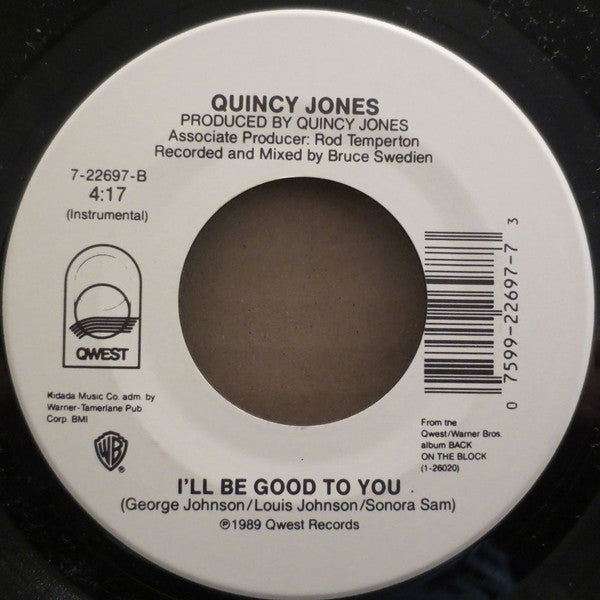 QUINCY JONES
PRODUCED BY QUINCY JONES
Associate Producer: Rod Temperton
Recorded and Mixed by Bruce Swedien
7-22697-B
4:17
(Instrumental)
QWEST
Kidada Music Co. adm. by
Warner-Tamerlane Pub
Corp. BMI
WB
®
0 7599-22697-7 3
From the
Qwest/Warner Bros.
album BACK
ON THE BLOCK
(1-26020)
I'LL BE GOOD TO YOU
(George Johnson/Louis Johnson/Sonora Sam)
℗1989 Qwest Records